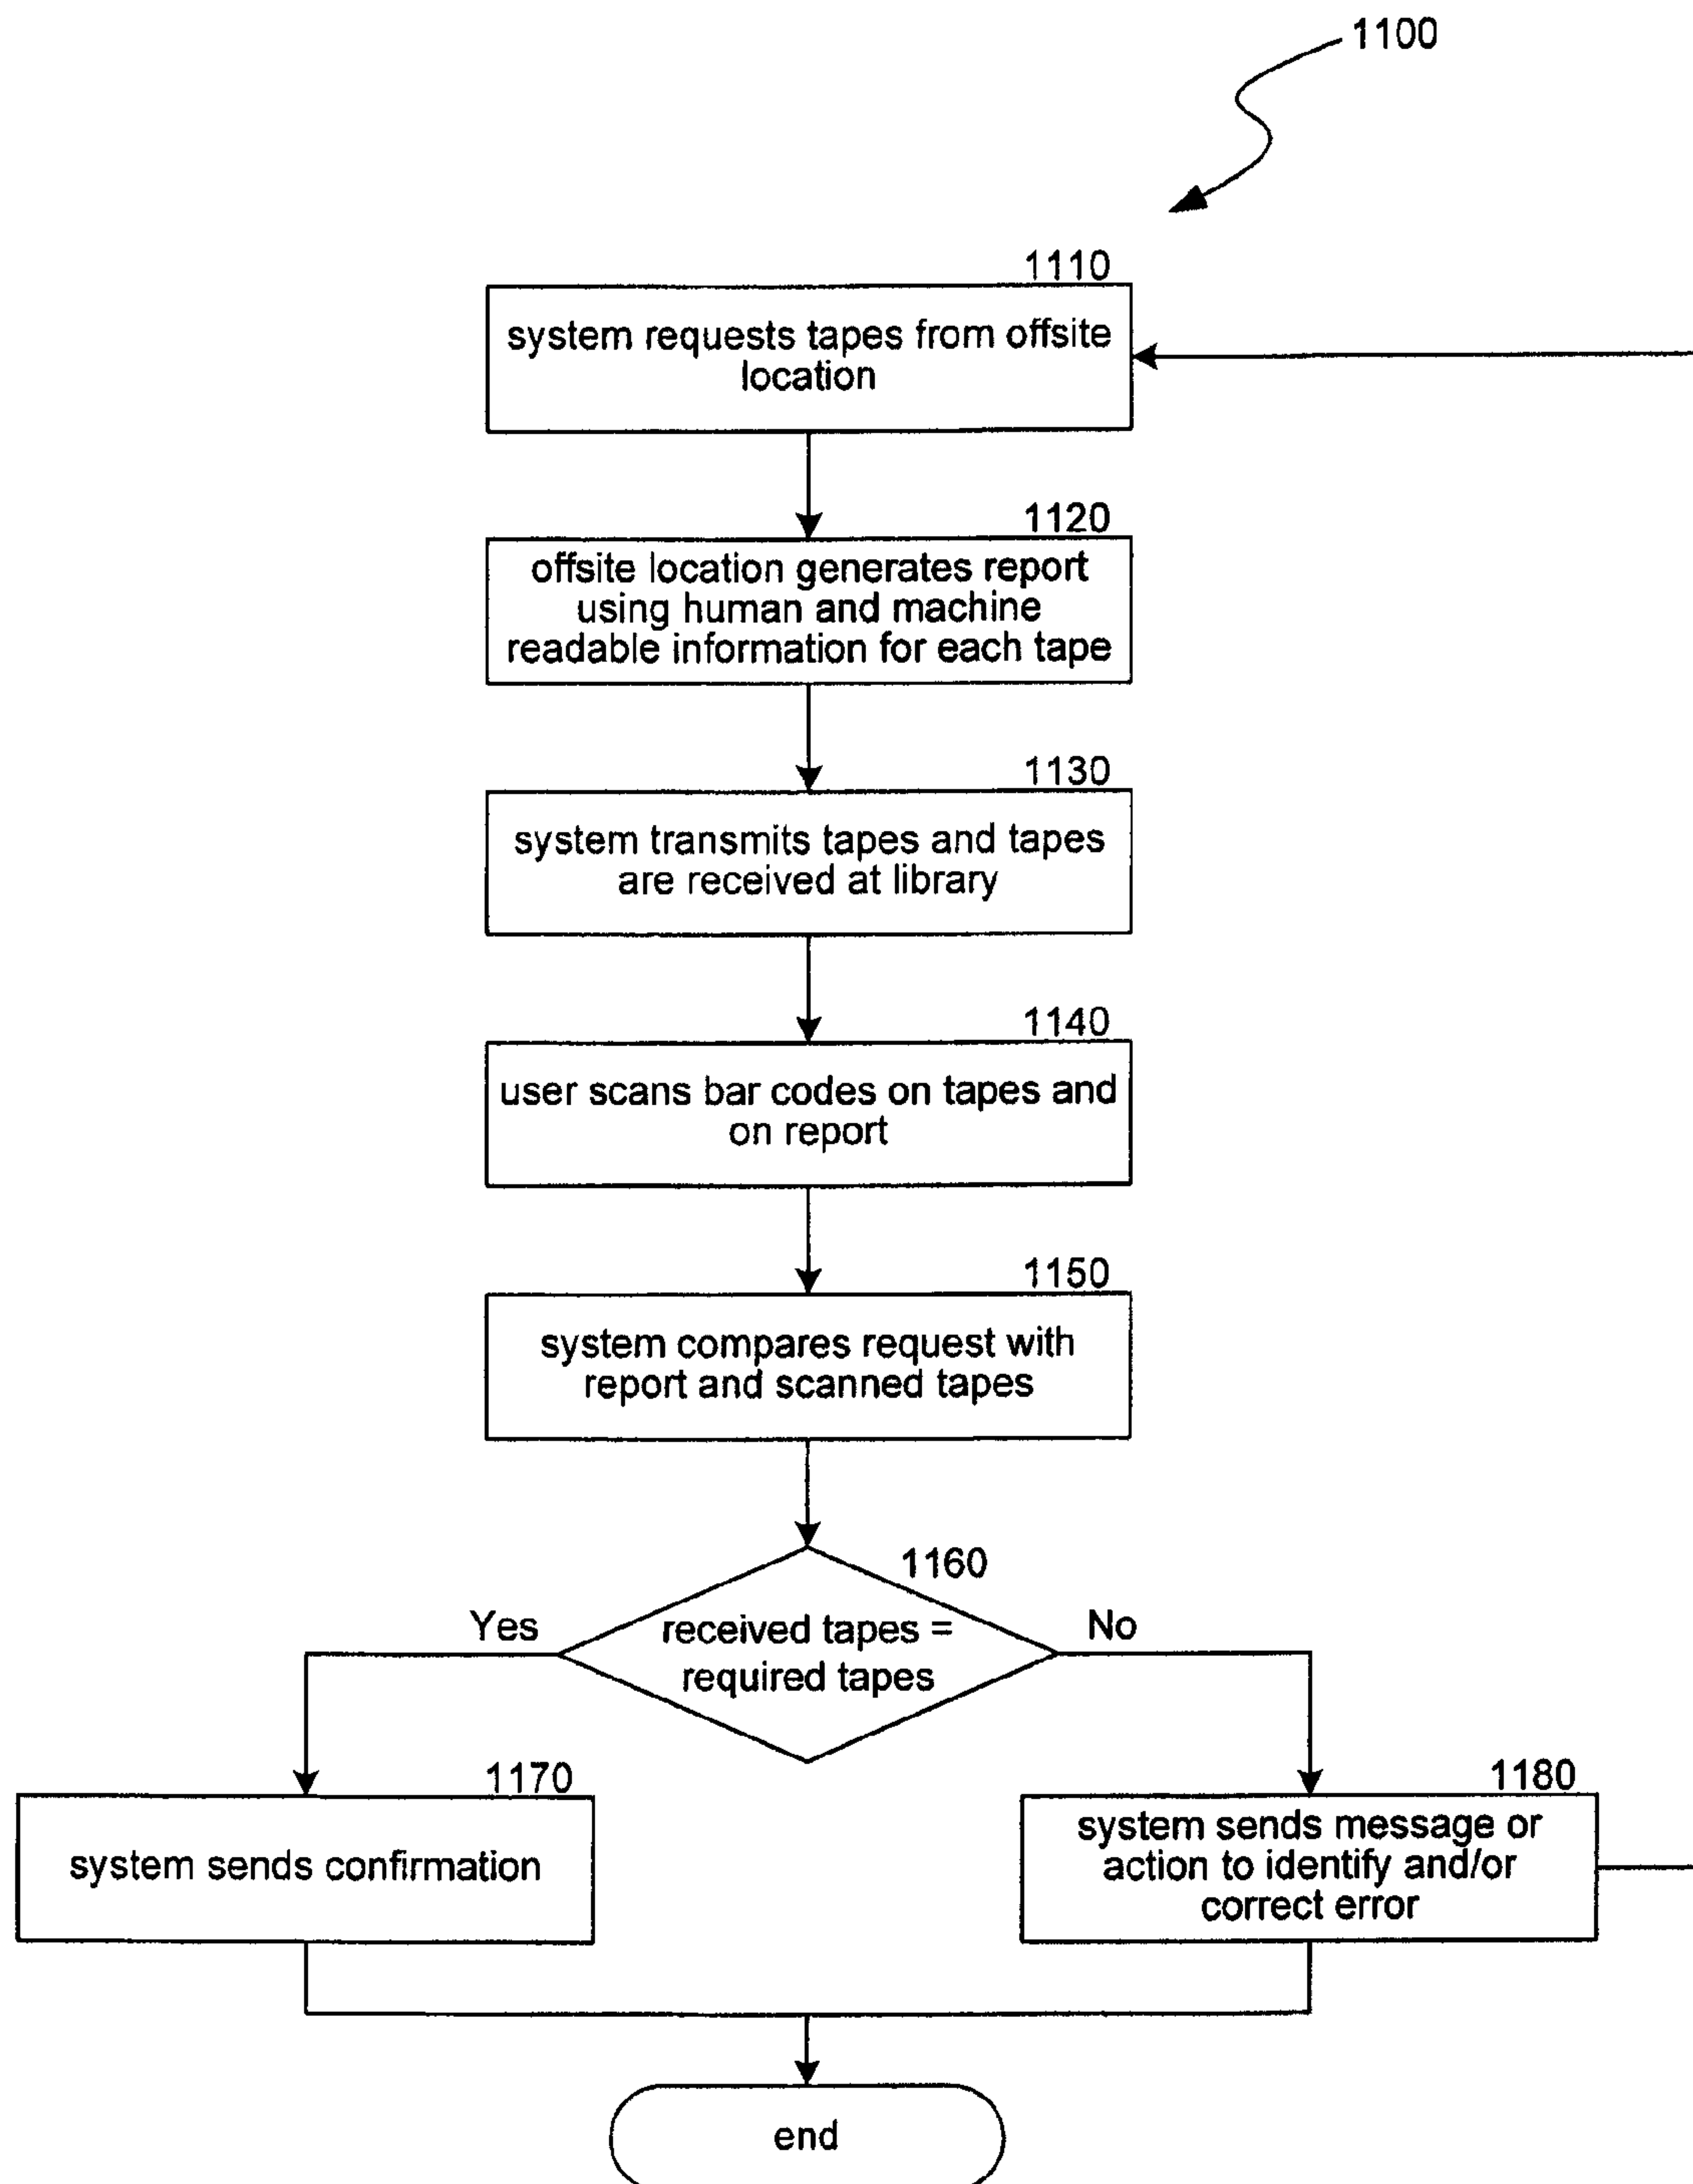 1100
1110
system requests tapes from offsite
location
1120
offsite location generates report
using human and machine
readable information for each tape
1130
system transmits tapes and tapes
are received at library
1140
user scans bar codes on tapes and
on report
1150
system compares request with
report and scanned tapes
1160
Yes
received tapes =
required tapes
No
1170
system sends confirmation
1180
system sends message or
action to identify and/or
correct error
end